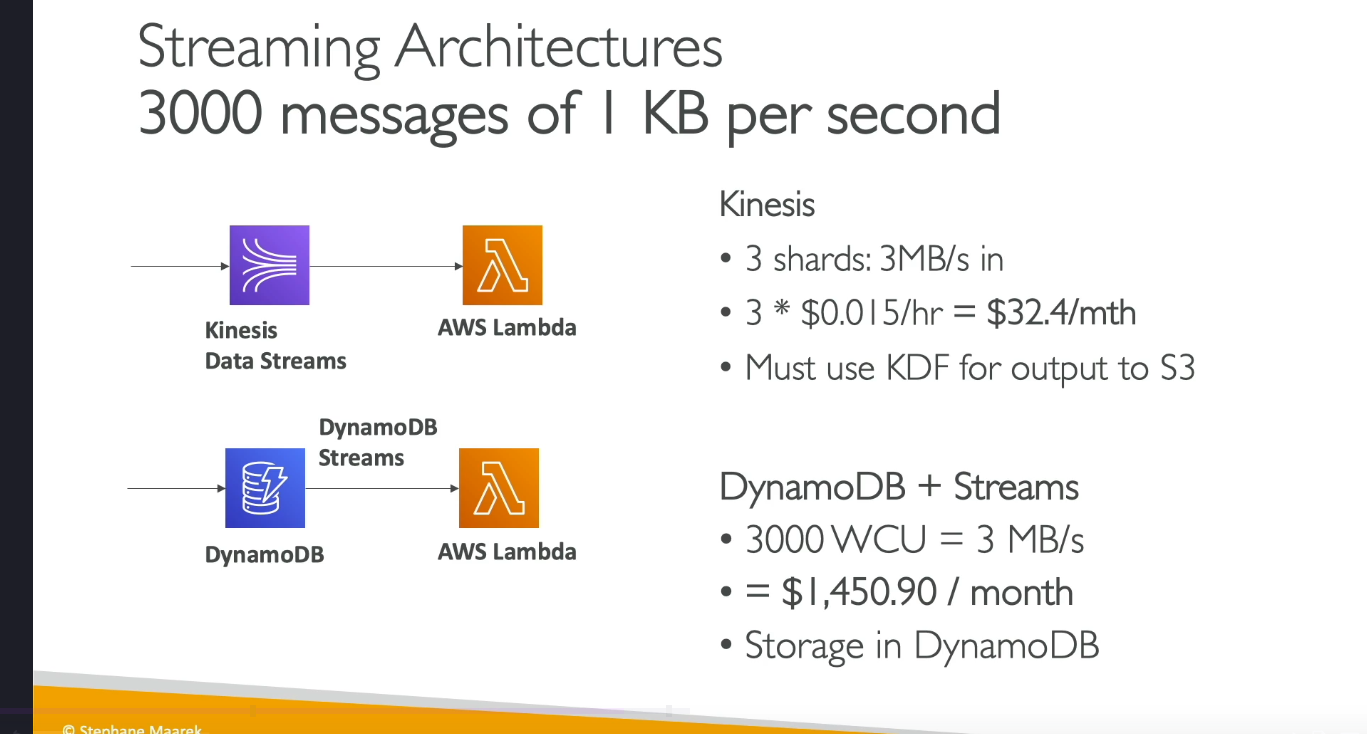 Streaming Architectures
3000 messages of 1 KB per second
Kinesis
Data Streams
AWS Lambda
Kinesis
• 3 shards: 3MB/s in
• 3 * $0.015/hr = $32.4/mth
• Must use KDF for output to S3
DynamoDB
Streams
DynamoDB
AWS Lambda
DynamoDB + Streams
• 3000 WCU = 3 MB/s
• = $1,450.90 / month
• Storage in DynamoDB
© Stephane Maarek